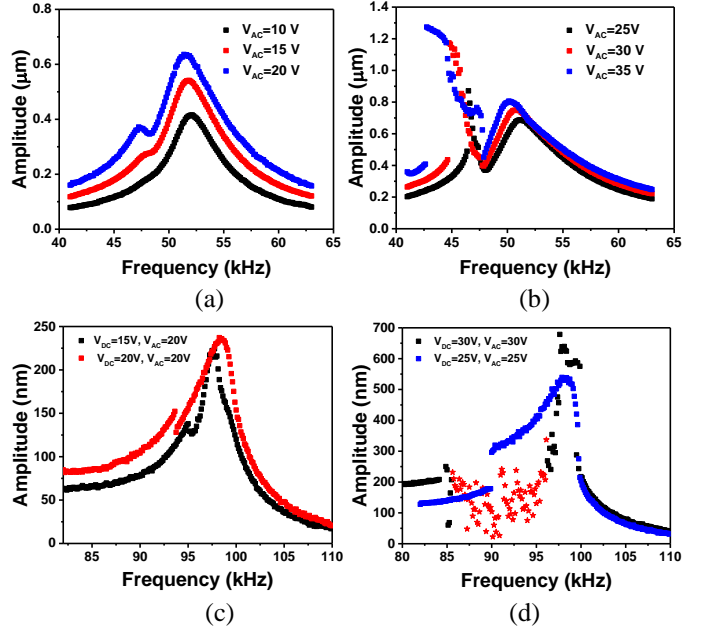 V_AC=10 V
V_AC=15 V
V_AC=20 V
Amplitude (μm)
0.6
0.4
0.2
0.0
40 45 50 55 60 65
Frequency (kHz)
(a)
V_AC=25V
V_AC=30 V
V_AC=35 V
Amplitude (μm)
1.4
1.2
1.0
0.8
0.6
0.4
0.2
0.0
40 45 50 55 60 65
Frequency (kHz)
(b)
V_DC=15V, V_AC=20V
V_DC=20V, V_AC=20V
Amplitude (nm)
250
200
150
100
50
0
85 90 95 100 105 110
Frequency (kHz)
(c)
V_DC=30V, V_AC=30V
V_DC=25V, V_AC=25V
Amplitude (nm)
700
600
500
400
300
200
100
0
80 85 90 95 100 105 110
Frequency (kHz)
(d)